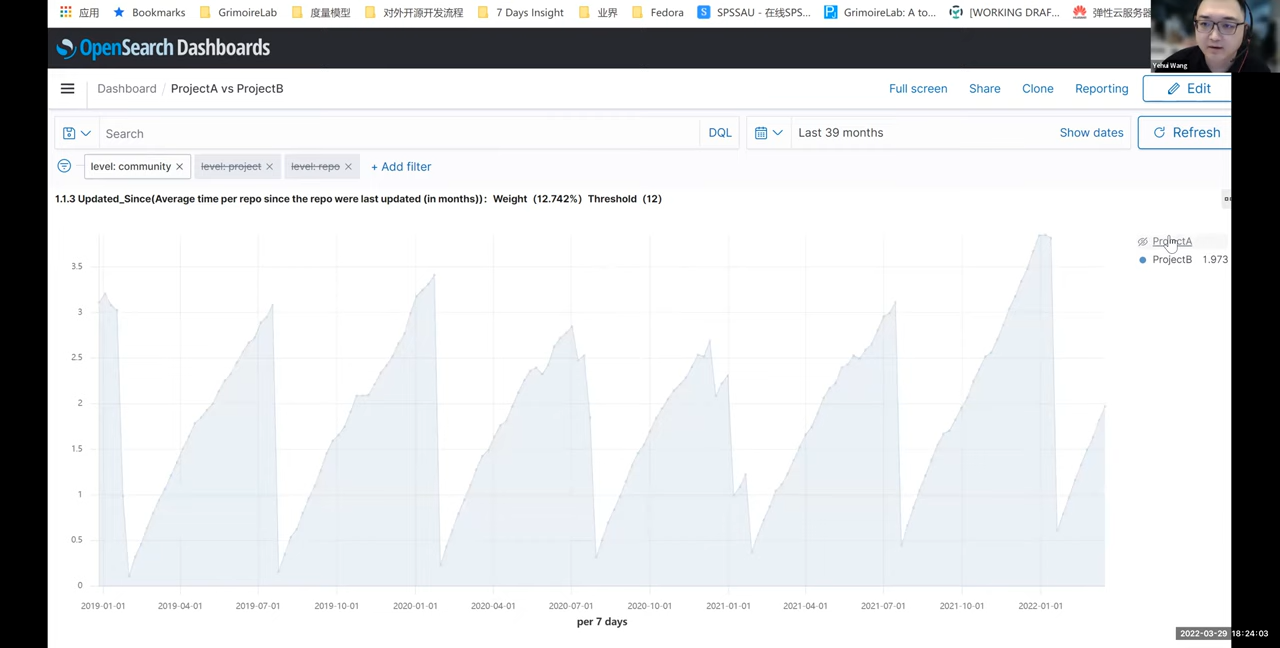 应用 Bookmarks GrimoireLab 度量模型 对外开源开发流程 7 Days Insight 业界 Fedora SPSSAU - 在线SPS... GrimoireLab: A to... [WORKING DRAF... 弹性云服务器
Yehui Wang
OpenSearch Dashboards
Dashboard / ProjectA vs ProjectB Full screen Share Clone Reporting Edit
Search DQL Last 39 months Show dates Refresh
level: community × level: project × level: repo × + Add filter
1.1.3 Updated_Since(Average time per repo since the repo were last updated (in months)): Weight (12.742%) Threshold (12)
ProjectA
ProjectB 1.973
3.5
3
2.5
2
1.5
1
0.5
0
2019-01-01 2019-04-01 2019-07-01 2019-10-01 2020-01-01 2020-04-01 2020-07-01 2020-10-01 2021-01-01 2021-04-01 2021-07-01 2021-10-01 2022-01-01
per 7 days
2022-03-29 18:24:03